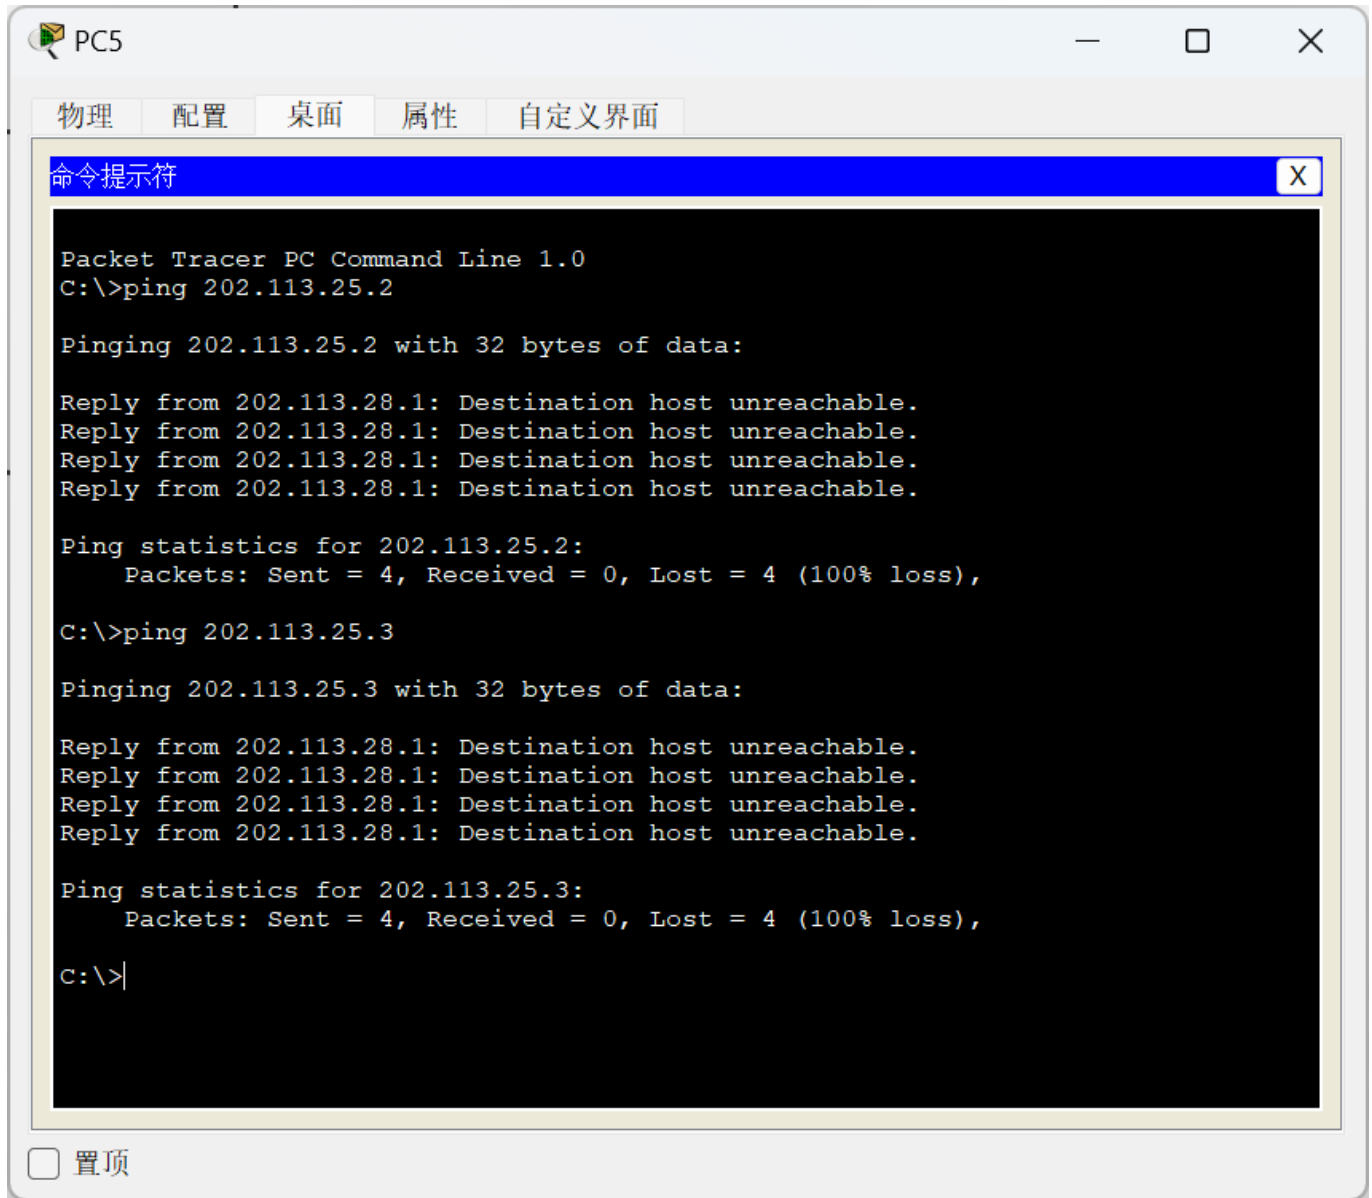 PC5
物理 配置 桌面 属性 自定义界面
命令提示符 X
Packet Tracer PC Command Line 1.0
C:\>ping 202.113.25.2
Pinging 202.113.25.2 with 32 bytes of data:
Reply from 202.113.28.1: Destination host unreachable.
Reply from 202.113.28.1: Destination host unreachable.
Reply from 202.113.28.1: Destination host unreachable.
Reply from 202.113.28.1: Destination host unreachable.
Ping statistics for 202.113.25.2:
Packets: Sent = 4, Received = 0, Lost = 4 (100% loss),
C:\>ping 202.113.25.3
Pinging 202.113.25.3 with 32 bytes of data:
Reply from 202.113.28.1: Destination host unreachable.
Reply from 202.113.28.1: Destination host unreachable.
Reply from 202.113.28.1: Destination host unreachable.
Reply from 202.113.28.1: Destination host unreachable.
Ping statistics for 202.113.25.3:
Packets: Sent = 4, Received = 0, Lost = 4 (100% loss),
C:\>
置顶